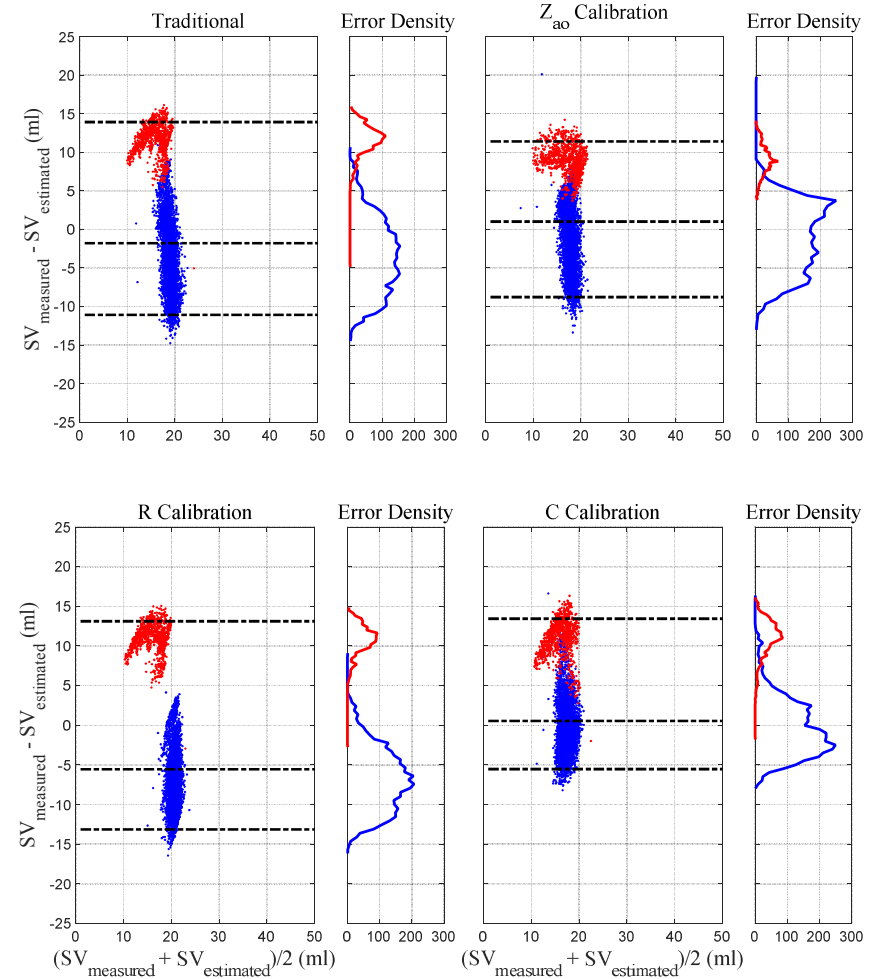 Traditional
Error Density
Z_ao Calibration
Error Density
SV_measured - SV_estimated (ml)
25
20
15
10
5
0
-5
-10
-15
-20
-25
0 10 20 30 40 50
0 100 200 300
0 10 20 30 40 50
0 100 200 300
R Calibration
Error Density
C Calibration
Error Density
SV_measured - SV_estimated (ml)
25
20
15
10
5
0
-5
-10
-15
-20
-25
0 10 20 30 40 50
0 100 200 300
0 10 20 30 40 50
0 100 200 300
(SV_measured + SV_estimated)/2 (ml)
(SV_measured + SV_estimated)/2 (ml)